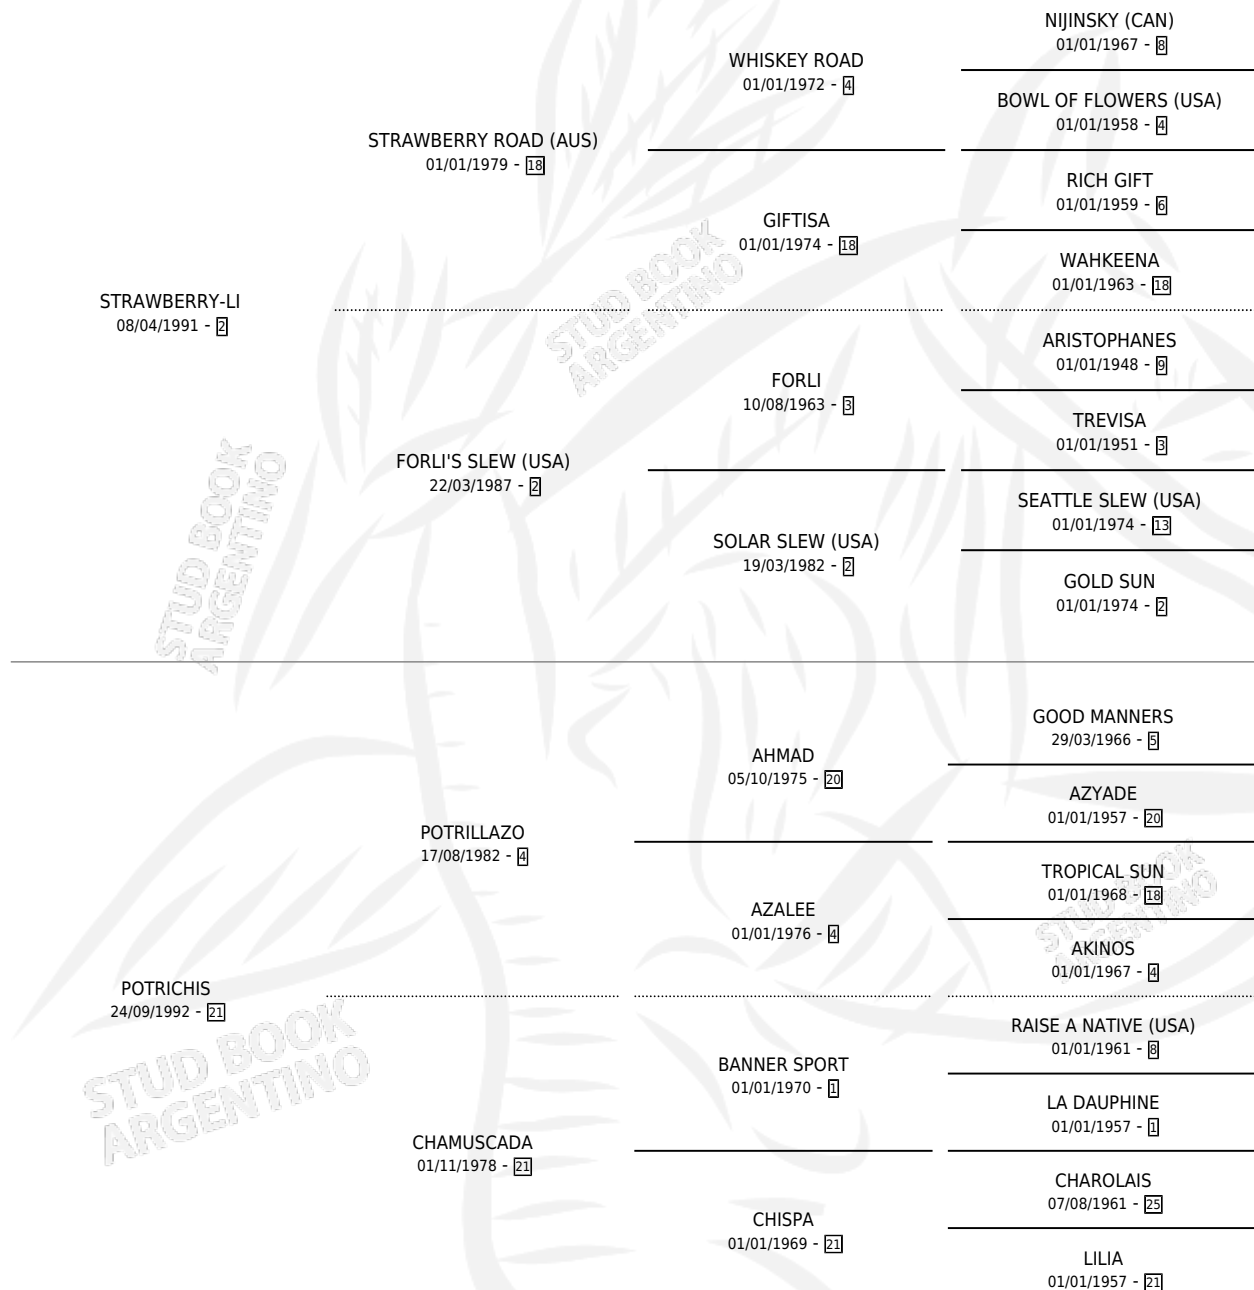 NIJINSKY (CAN)
01/01/1967 - 8
WHISKEY ROAD
01/01/1972 - 4
BOWL OF FLOWERS (USA)
01/01/1958 - 4
STRAWBERRY ROAD (AUS)
01/01/1979 - 18
RICH GIFT
01/01/1959 - 6
GIFTISA
01/01/1974 - 18
WAHKEENA
01/01/1963 - 18
STRAWBERRY-LI
08/04/1991 - 2
ARISTOPHANES
01/01/1948 - 9
FORLI
10/08/1963 - 3
TREVISA
01/01/1951 - 3
FORLI'S SLEW (USA)
22/03/1987 - 2
SEATTLE SLEW (USA)
01/01/1974 - 13
SOLAR SLEW (USA)
19/03/1982 - 2
GOLD SUN
01/01/1974 - 2
GOOD MANNERS
29/03/1966 - 5
AHMAD
05/10/1975 - 20
AZYADE
01/01/1957 - 20
POTRILLAZO
17/08/1982 - 4
TROPICAL SUN
01/01/1968 - 18
AZALEE
01/01/1976 - 4
AKINOS
01/01/1967 - 4
POTRICHIS
24/09/1992 - 21
RAISE A NATIVE (USA)
01/01/1961 - 8
BANNER SPORT
01/01/1970 - 1
LA DAUPHINE
01/01/1957 - 1
CHAMUSCADA
01/11/1978 - 21
CHAROLAIS
07/08/1961 - 25
CHISPA
01/01/1969 - 21
LILIA
01/01/1957 - 21
STUD BOOK
ARGENTINO
STUD BOOK
ARGENTINO
STUD BOOK
ARGENTINO
STUD BOOK
ARGENTINO